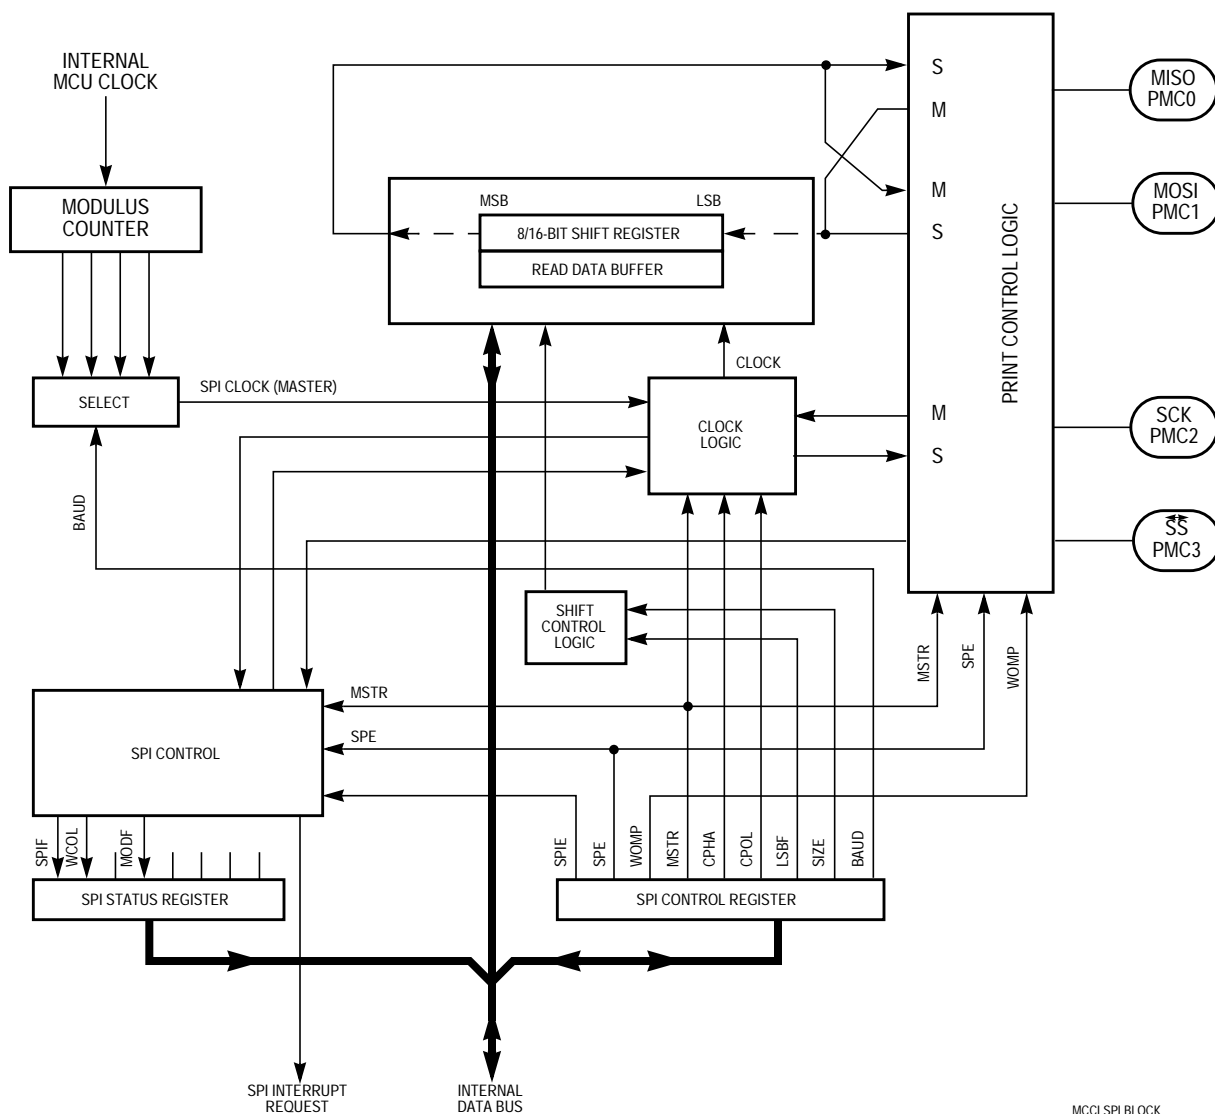 INTERNAL
MCU CLOCK
MODULUS
COUNTER
SELECT
BAUD
SPI CLOCK (MASTER)
MSB
LSB
8/16-BIT SHIFT REGISTER
READ DATA BUFFER
CLOCK
CLOCK
LOGIC
SHIFT
CONTROL
LOGIC
S
M
M
S
M
S
PRINT CONTROL LOGIC
MISO
PMC0
MOSI
PMC1
SCK
PMC2
SS
PMC3
MSTR
SPE
WOMP
MSTR
SPE
SPI CONTROL
SPIF
WCOL
MODF
SPI STATUS REGISTER
SPIE
SPE
WOMP
MSTR
CPHA
CPOL
LSBF
SIZE
BAUD
SPI CONTROL REGISTER
SPI INTERRUPT
REQUEST
INTERNAL
DATA BUS
MCCI SPI BLOCK